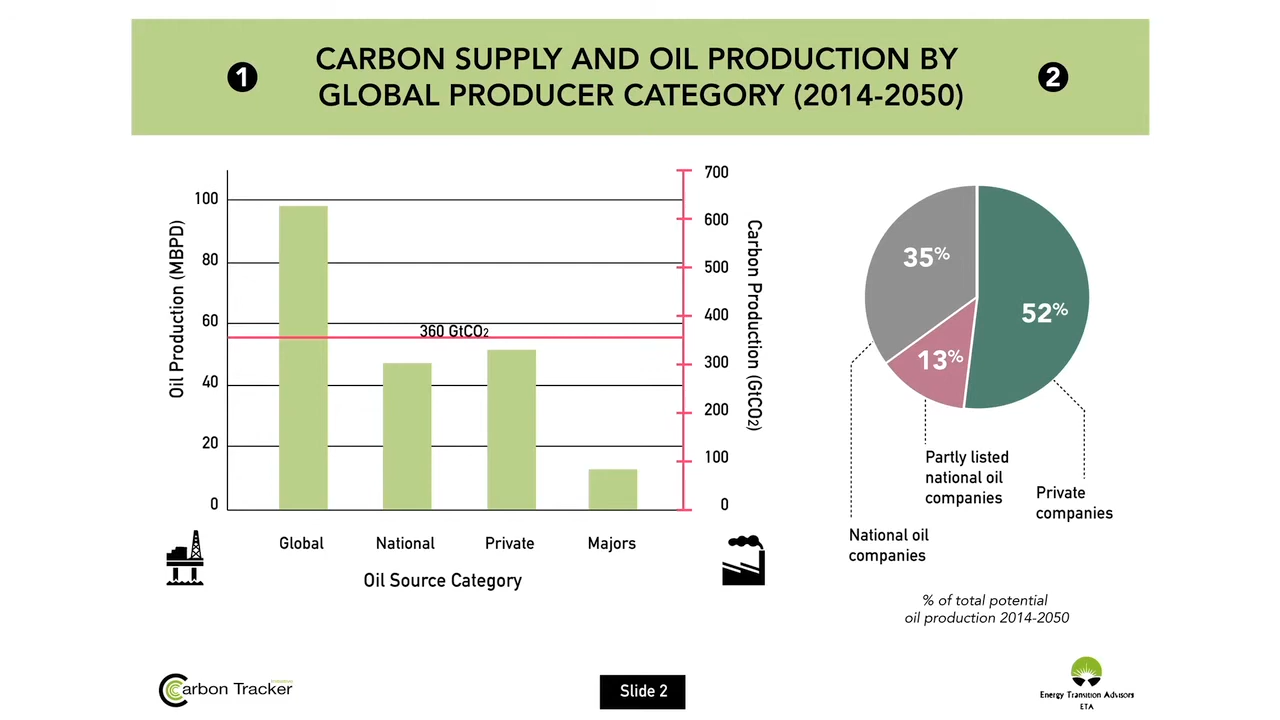 1
CARBON SUPPLY AND OIL PRODUCTION BY
GLOBAL PRODUCER CATEGORY (2014-2050)
2
Oil Production (MBPD)
100
80
60
40
20
0
360 GtCO2
700
600
500
400
300
200
100
0
Carbon Production (GtCO2)
Global
National
Private
Majors
Oil Source Category
35%
52%
13%
Partly listed
national oil
companies
Private
companies
National oil
companies
% of total potential
oil production 2014-2050
Carbon Tracker
Slide 2
Energy Transition Advisors
ETA